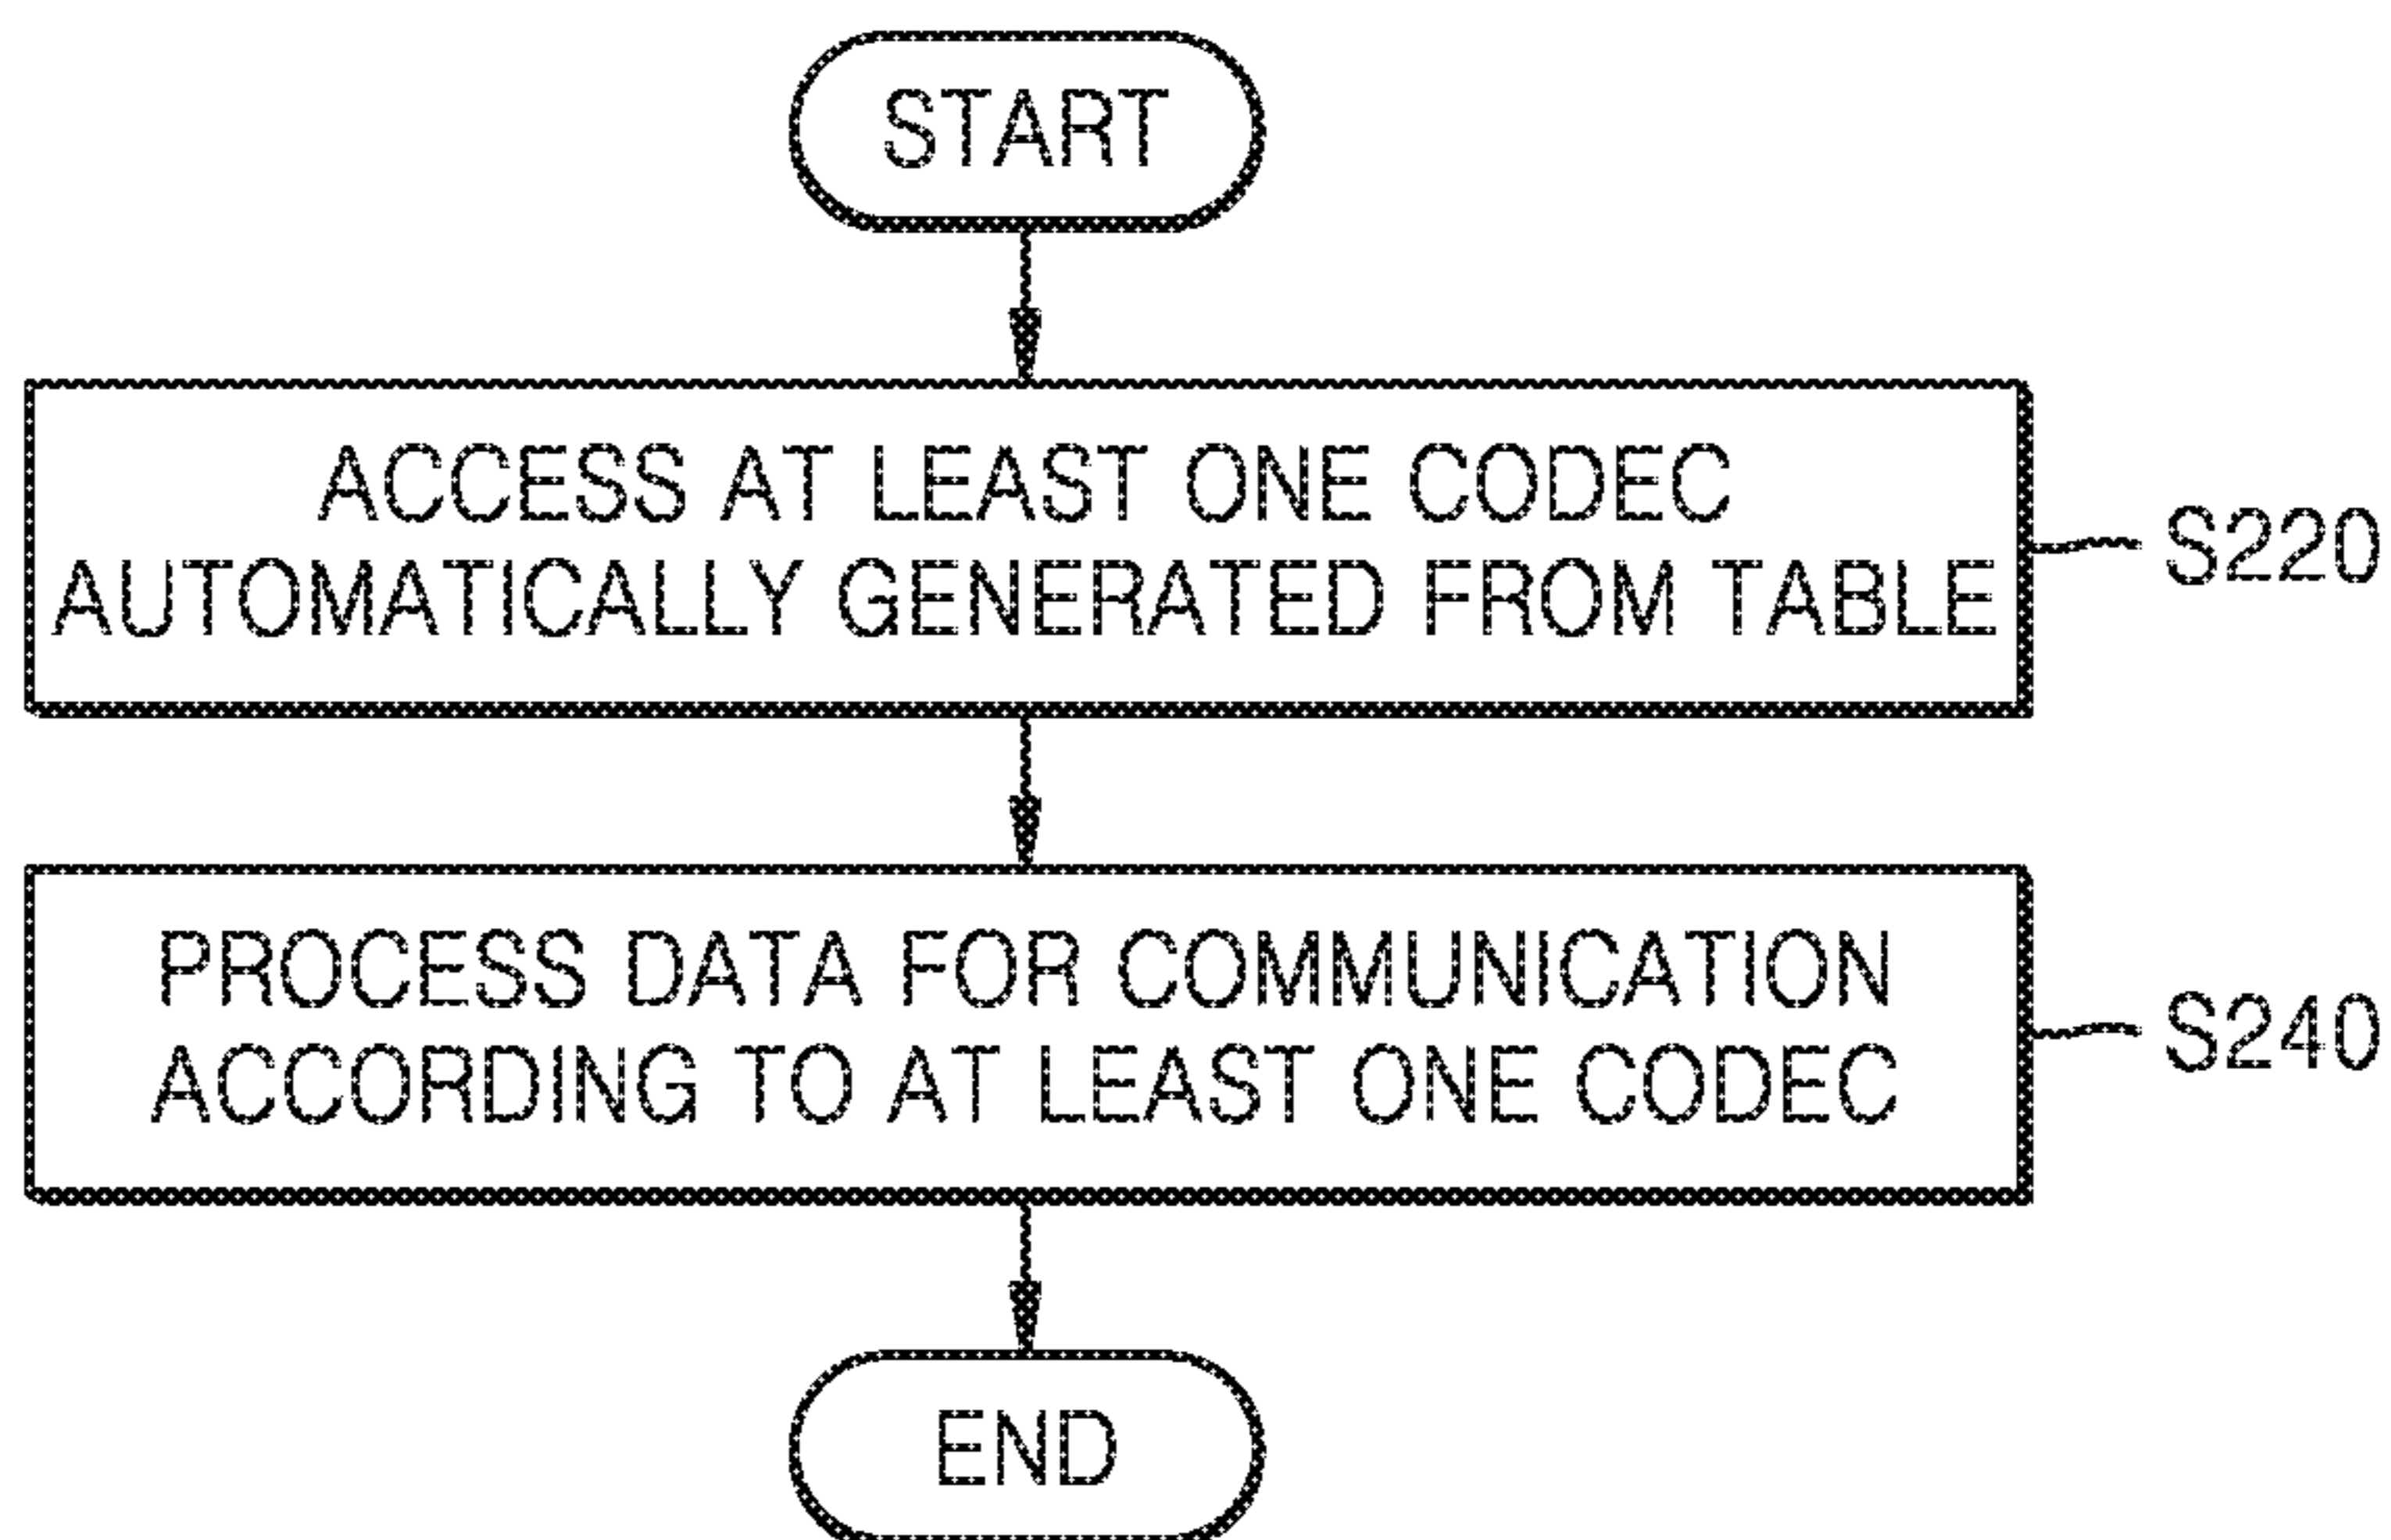 START
ACCESS AT LEAST ONE CODEC
AUTOMATICALLY GENERATED FROM TABLE
S220
PROCESS DATA FOR COMMUNICATION
ACCORDING TO AT LEAST ONE CODEC
S240
END